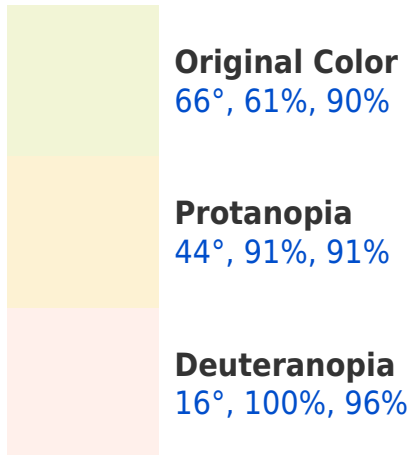 Original Color
66°, 61%, 90%
Protanopia
44°, 91%, 91%
Deuteranopia
16°, 100%, 96%